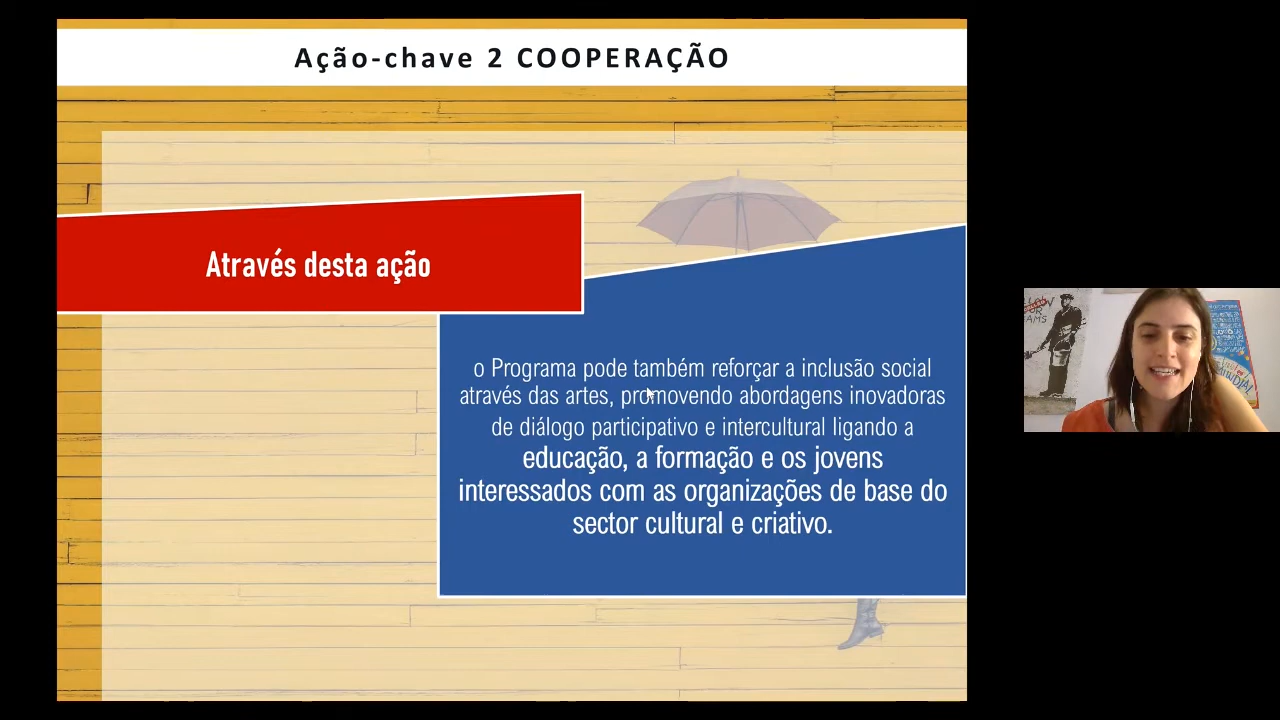 Ação-chave 2 COOPERAÇÃO
Através desta ação
o Programa pode também reforçar a inclusão social
através das artes, promovendo abordagens inovadoras
de diálogo participativo e intercultural ligando a
educação, a formação e os jovens
interessados com as organizações de base do
sector cultural e criativo.